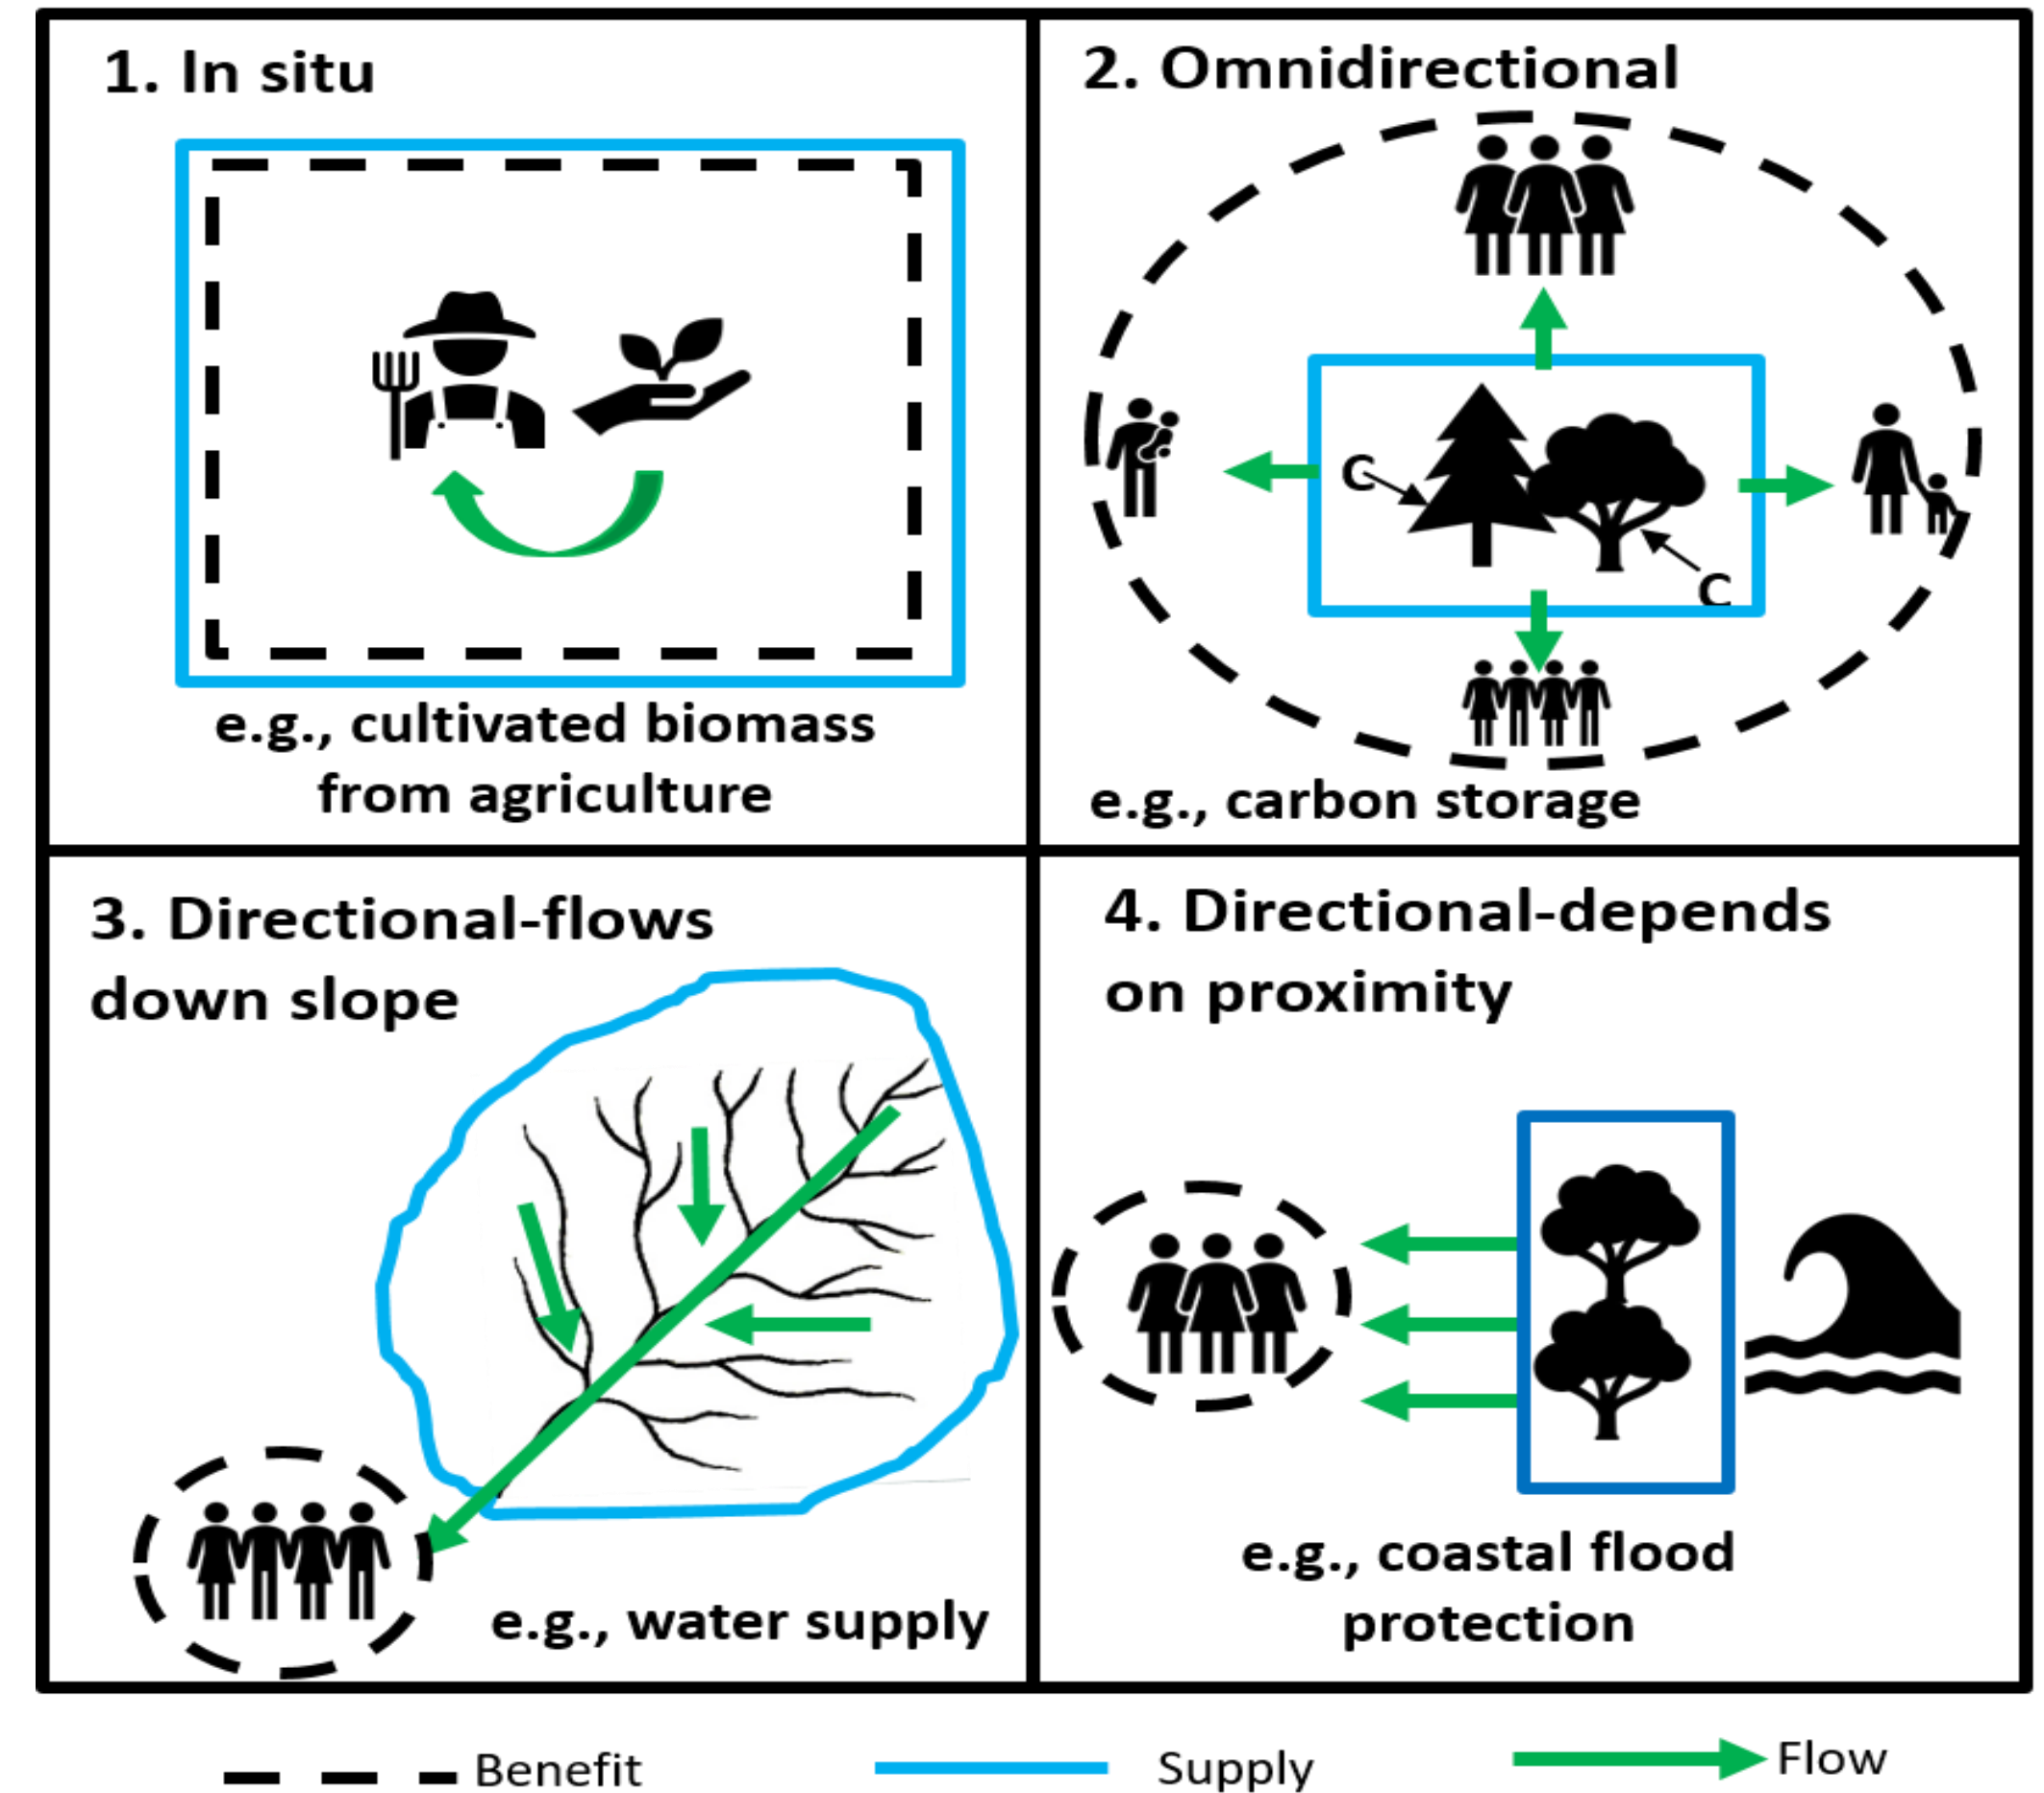 1. In situ
e.g., cultivated biomass
from agriculture
2. Omnidirectional
C
C
e.g., carbon storage
3. Directional-flows
down slope
e.g., water supply
4. Directional-depends
on proximity
e.g., coastal flood
protection
Benefit
Supply
Flow